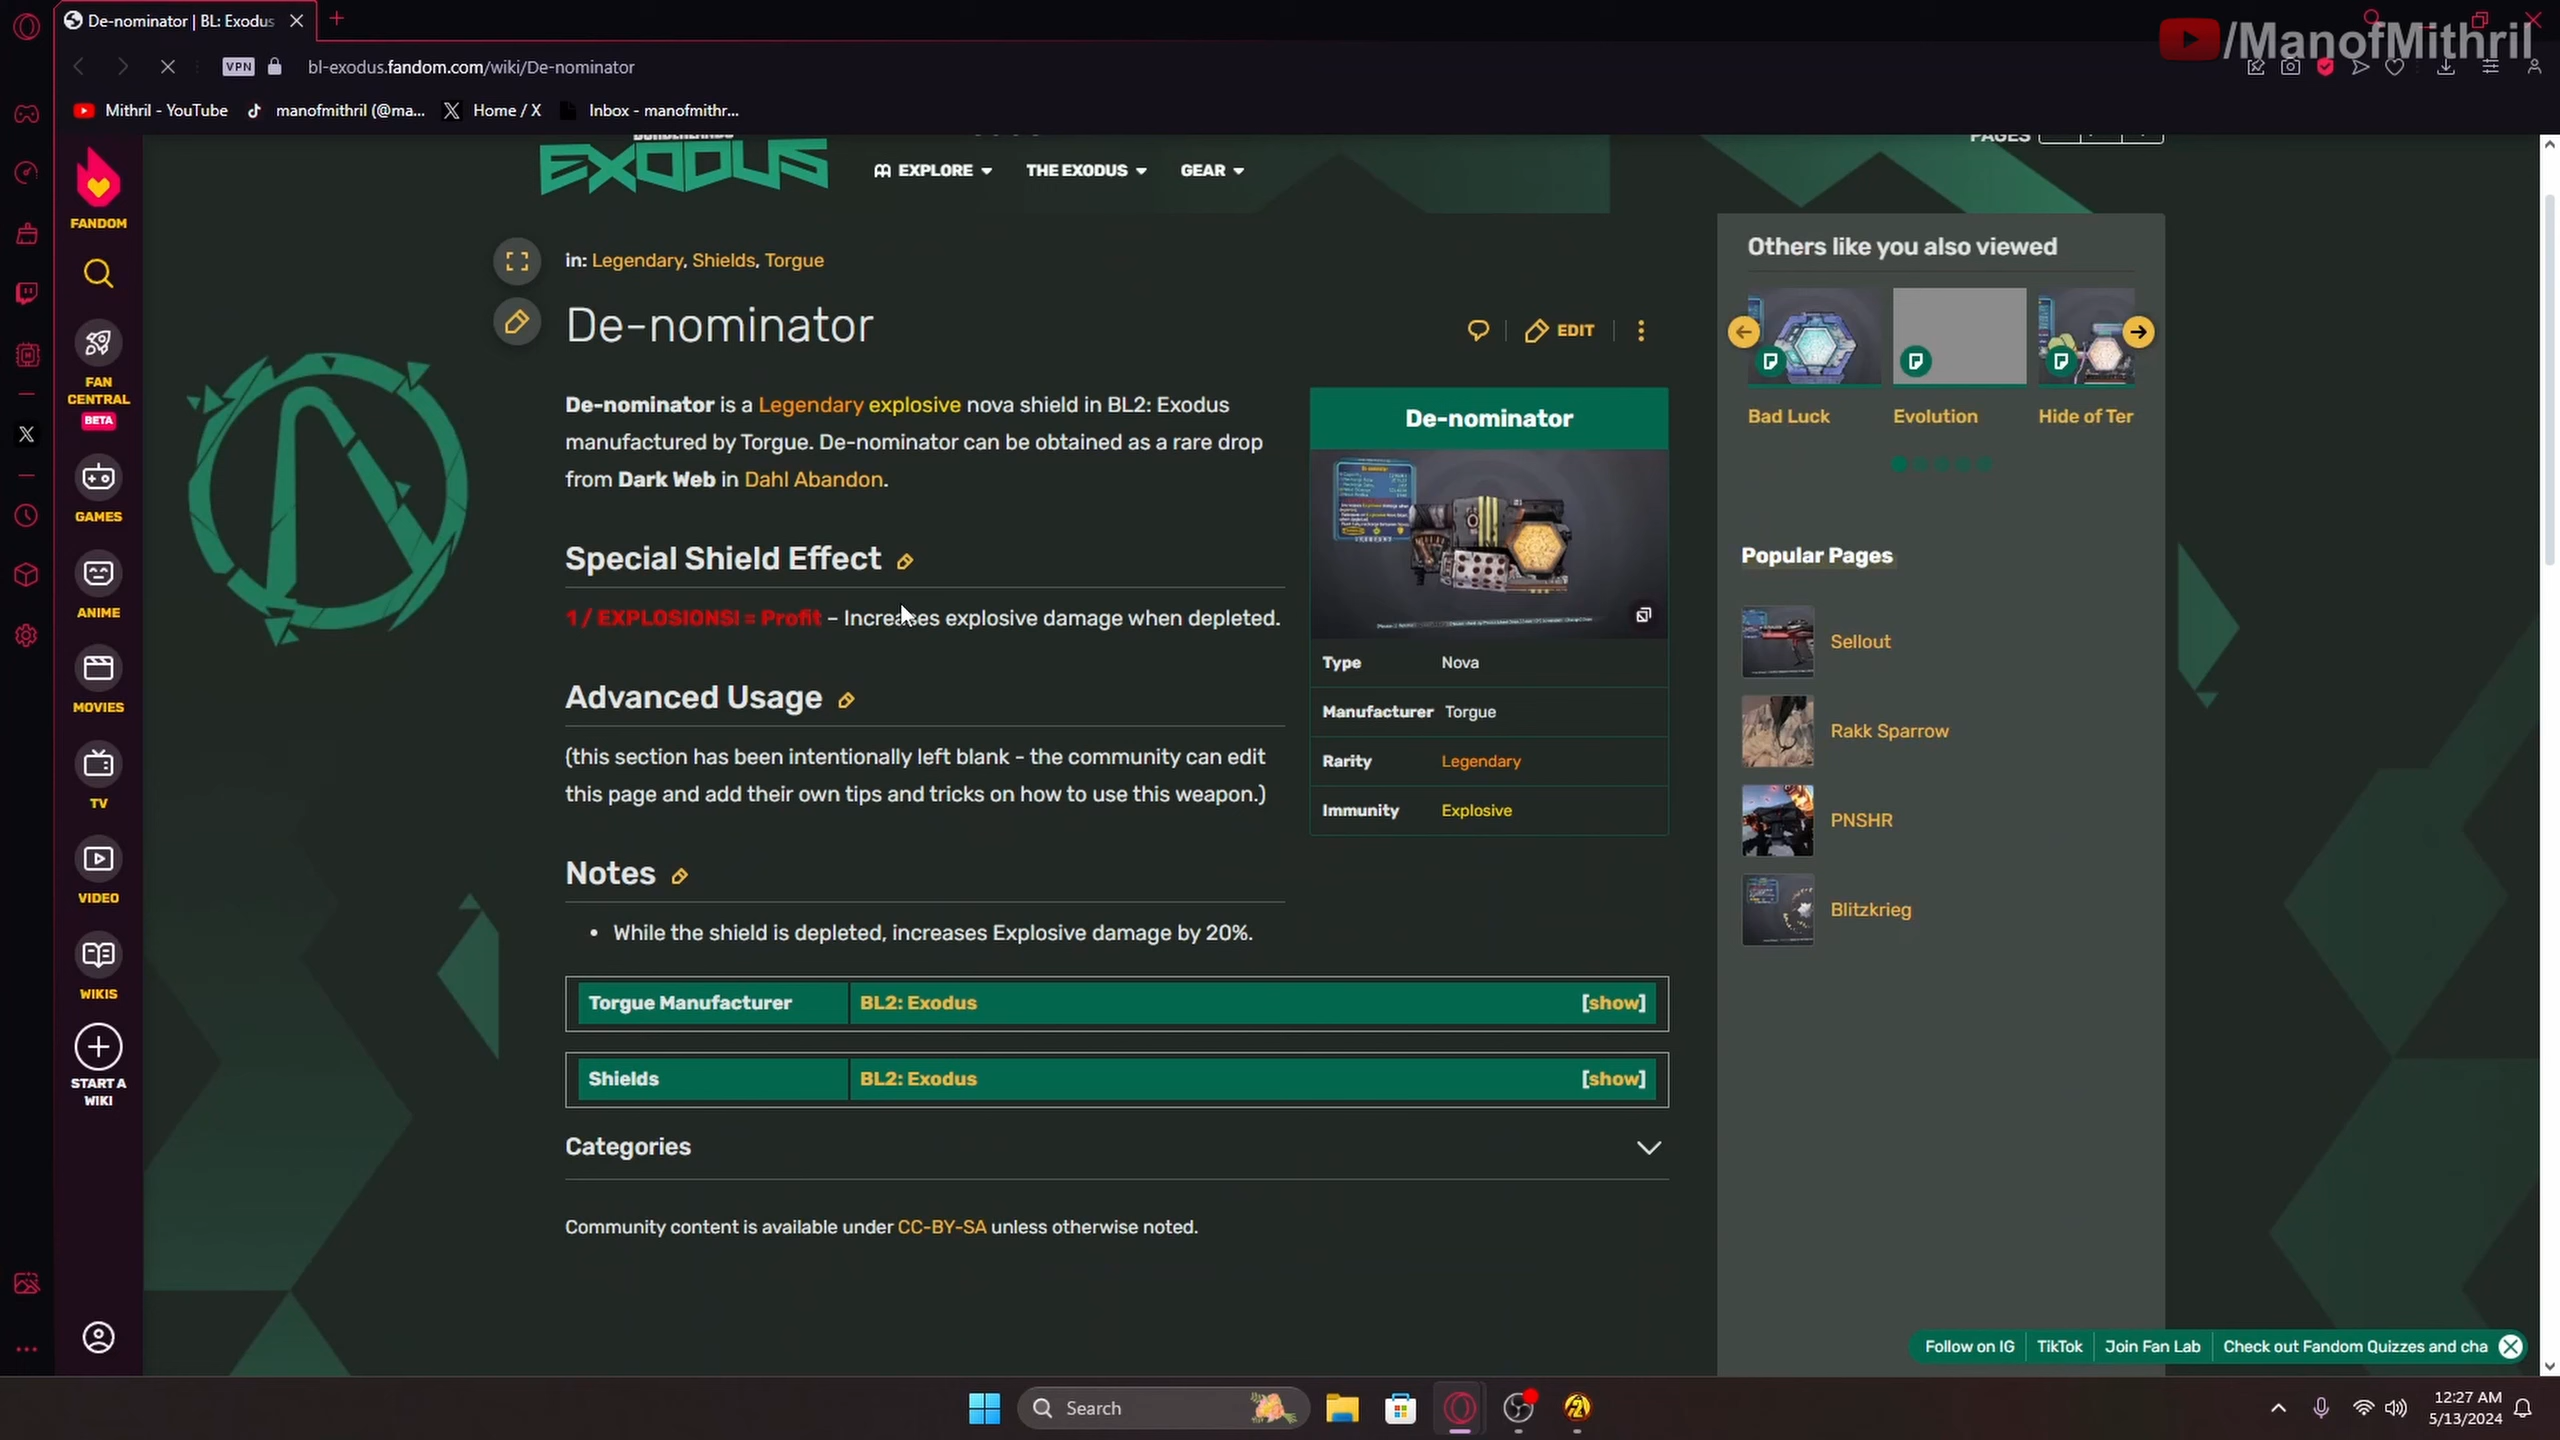 De-nominator | BL: Exodus
/ManofMithril
VPN
bl-exodus.fandom.com/wiki/De-nominator
Mithril - YouTube
manofmithril (@ma...
Home / X
Inbox - manofmithr...
EXODUS
EXPLORE
THE EXODUS
GEAR
PAGES
FANDOM
FAN CENTRAL
BETA
GAMES
ANIME
MOVIES
TV
VIDEO
WIKIS
START A WIKI
in: Legendary, Shields, Torgue
De-nominator
EDIT
De-nominator is a Legendary explosive nova shield in BL2: Exodus
manufactured by Torgue. De-nominator can be obtained as a rare drop
from Dark Web in Dahl Abandon.
Special Shield Effect
1 / EXPLOSIONS! = Profit – Increases explosive damage when depleted.
Advanced Usage
(this section has been intentionally left blank - the community can edit
this page and add their own tips and tricks on how to use this weapon.)
Notes
• While the shield is depleted, increases Explosive damage by 20%.
De-nominator
Type Nova
Manufacturer Torgue
Rarity Legendary
Immunity Explosive
Torgue Manufacturer BL2: Exodus [show]
Shields BL2: Exodus [show]
Categories
Community content is available under CC-BY-SA unless otherwise noted.
Others like you also viewed
Bad Luck
Evolution
Hide of Ter
Popular Pages
Sellout
Rakk Sparrow
PNSHR
Blitzkrieg
Follow on IG
TikTok
Join Fan Lab
Check out Fandom Quizzes and cha
Search
12:27 AM
5/13/2024